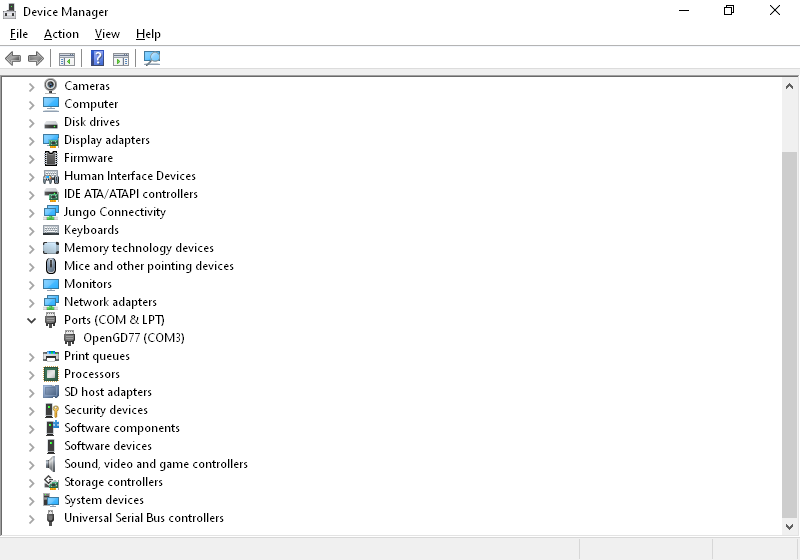 Device Manager
File Action View Help
Cameras
Computer
Disk drives
Display adapters
Firmware
Human Interface Devices
IDE ATA/ATAPI controllers
Jungo Connectivity
Keyboards
Memory technology devices
Mice and other pointing devices
Monitors
Network adapters
Ports (COM & LPT)
OpenGD77 (COM3)
Print queues
Processors
SD host adapters
Security devices
Software components
Software devices
Sound, video and game controllers
Storage controllers
System devices
Universal Serial Bus controllers